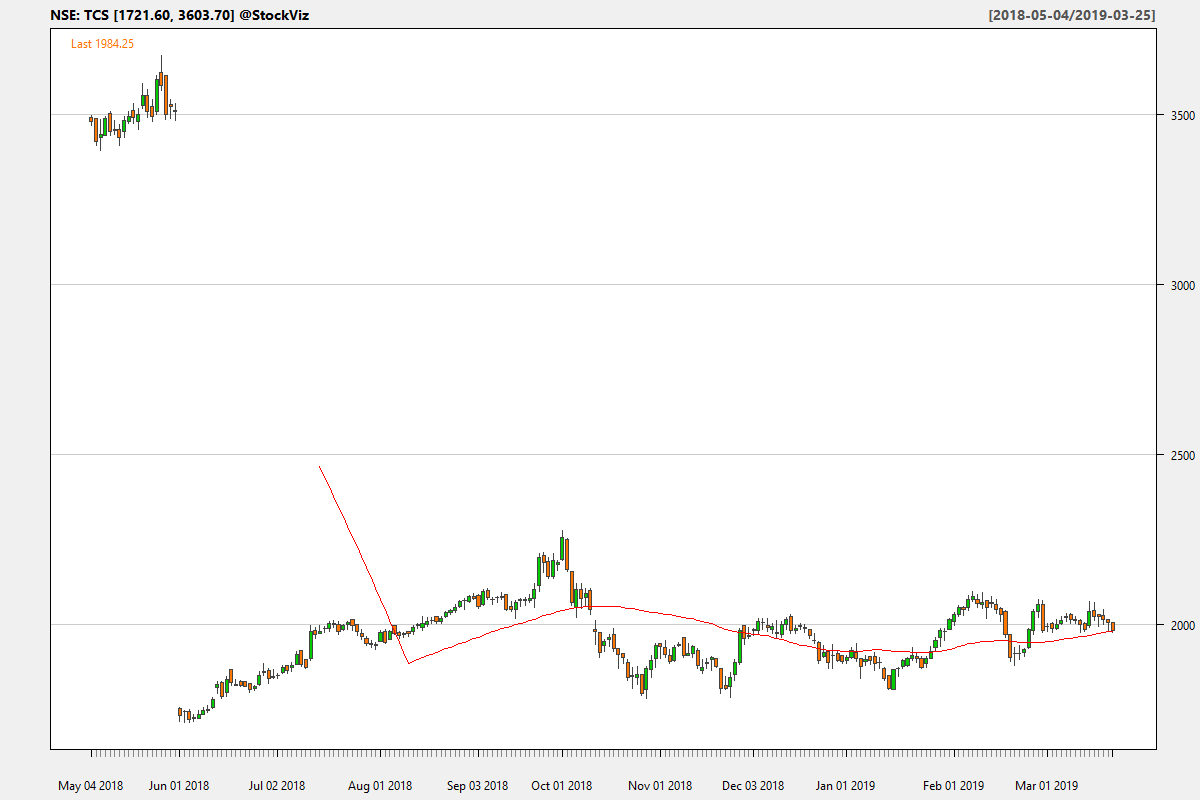 NSE: TCS [1721.60, 3603.70] @StockViz
[2018-05-04/2019-03-25]
Last 1984.25
3500
3000
2500
2000
May 04 2018
Jun 01 2018
Jul 02 2018
Aug 01 2018
Sep 03 2018
Oct 01 2018
Nov 01 2018
Dec 03 2018
Jan 01 2019
Feb 01 2019
Mar 01 2019